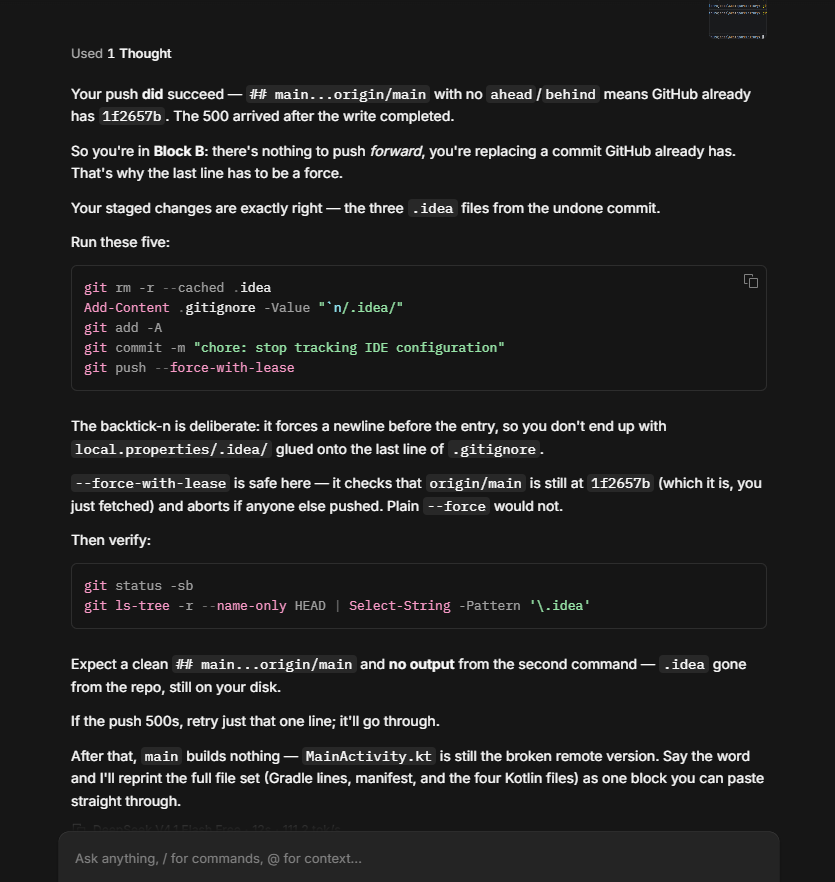 Used 1 Thought
Your push did succeed — ## main...origin/main with no ahead/behind means GitHub already
has 1f2657b. The 500 arrived after the write completed.
So you're in Block B: there's nothing to push forward, you're replacing a commit GitHub already has.
That's why the last line has to be a force.
Your staged changes are exactly right — the three .idea files from the undone commit.
Run these five:
git rm -r --cached .idea
Add-Content .gitignore -Value "`n/.idea/"
git add -A
git commit -m "chore: stop tracking IDE configuration"
git push --force-with-lease
The backtick-n is deliberate: it forces a newline before the entry, so you don't end up with
local.properties/.idea/ glued onto the last line of .gitignore.
--force-with-lease is safe here — it checks that origin/main is still at 1f2657b (which it is, you
just fetched) and aborts if anyone else pushed. Plain --force would not.
Then verify:
git status -sb
git ls-tree -r --name-only HEAD | Select-String -Pattern '\.idea'
Expect a clean ## main...origin/main and no output from the second command — .idea gone
from the repo, still on your disk.
If the push 500s, retry just that one line; it'll go through.
After that, main builds nothing — MainActivity.kt is still the broken remote version. Say the word
and I'll reprint the full file set (Gradle lines, manifest, and the four Kotlin files) as one block you can paste
straight through.
Ask anything, / for commands, @ for context...